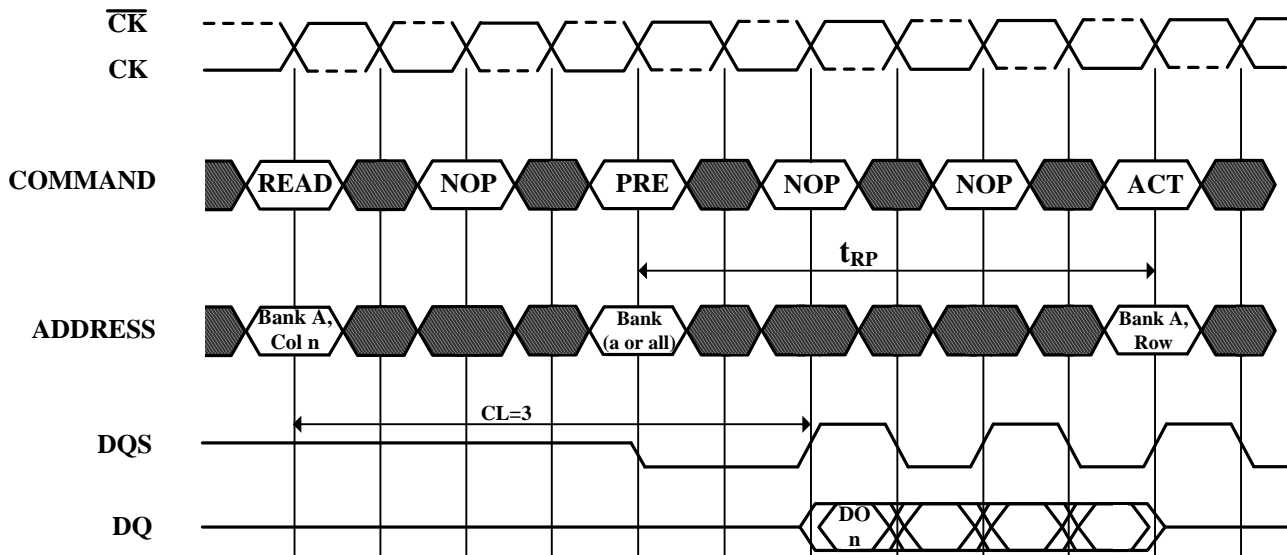 C̅K̅
CK
COMMAND
READ
NOP
PRE
NOP
NOP
ACT
tRP
ADDRESS
Bank A,
Col n
Bank
(a or all)
Bank A,
Row
CL=3
DQS
DQ
DO
n